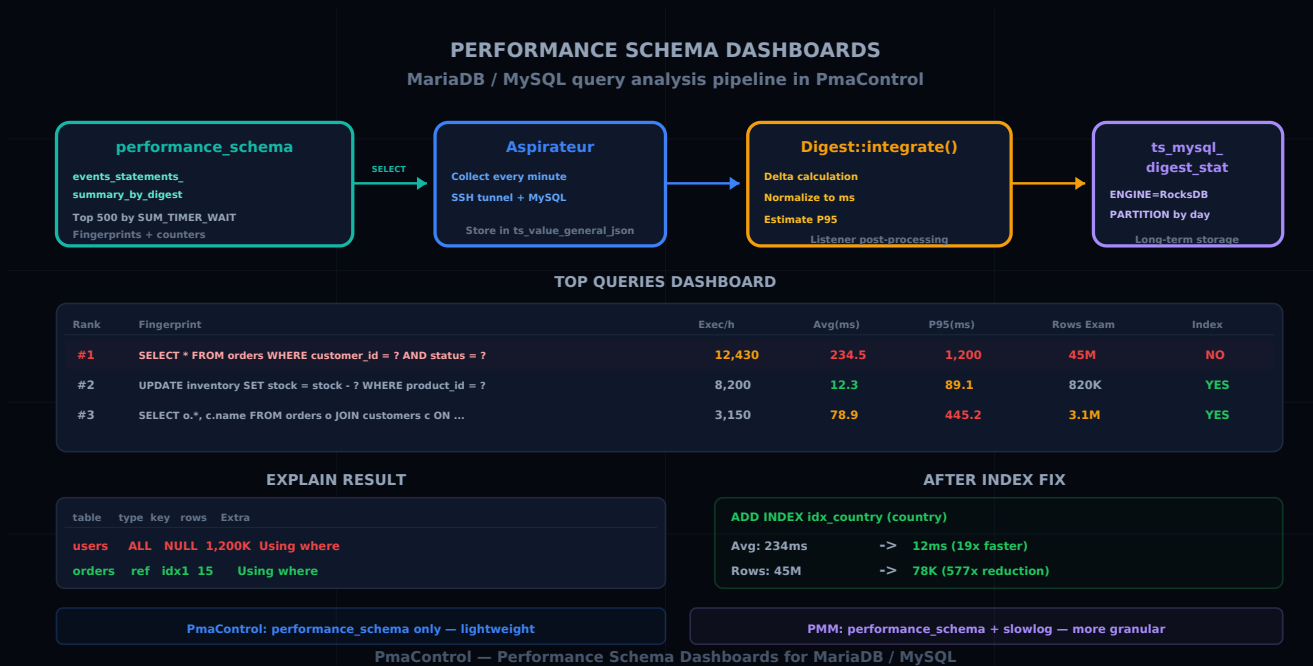 PERFORMANCE SCHEMA DASHBOARDS
MariaDB / MySQL query analysis pipeline in PmaControl
performance_schema
events_statements_
summary_by_digest
Top 500 by SUM_TIMER_WAIT
Fingerprints + counters
SELECT
Aspirateur
Collect every minute
SSH tunnel + MySQL
Store in ts_value_general_json
Digest::integrate()
Delta calculation
Normalize to ms
Estimate P95
Listener post-processing
ts_mysql_
digest_stat
ENGINE=RocksDB
PARTITION by day
Long-term storage
TOP QUERIES DASHBOARD
Rank Fingerprint Exec/h Avg(ms) P95(ms) Rows Exam Index
#1 SELECT * FROM orders WHERE customer_id = ? AND status = ? 12,430 234.5 1,200 45M NO
#2 UPDATE inventory SET stock = stock - ? WHERE product_id = ? 8,200 12.3 89.1 820K YES
#3 SELECT o.*, c.name FROM orders o JOIN customers c ON ... 3,150 78.9 445.2 3.1M YES
EXPLAIN RESULT
table type key rows Extra
users ALL NULL 1,200K Using where
orders ref idx1 15 Using where
AFTER INDEX FIX
ADD INDEX idx_country (country)
Avg: 234ms -> 12ms (19x faster)
Rows: 45M -> 78K (577x reduction)
PmaControl: performance_schema only — lightweight
PMM: performance_schema + slowlog — more granular
PmaControl — Performance Schema Dashboards for MariaDB / MySQL